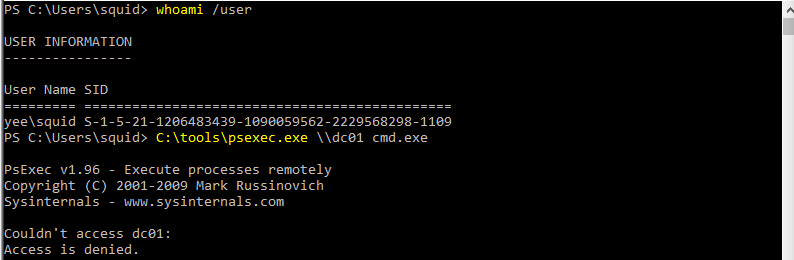 PS C:\Users\squid> whoami /user
USER INFORMATION
----------------
User Name SID
========= ==============================================
yee\squid S-1-5-21-1206483439-1090059562-2229568298-1109
PS C:\Users\squid> C:\tools\psexec.exe \\dc01 cmd.exe
PsExec v1.96 - Execute processes remotely
Copyright (C) 2001-2009 Mark Russinovich
Sysinternals - www.sysinternals.com
Couldn't access dc01:
Access is denied.